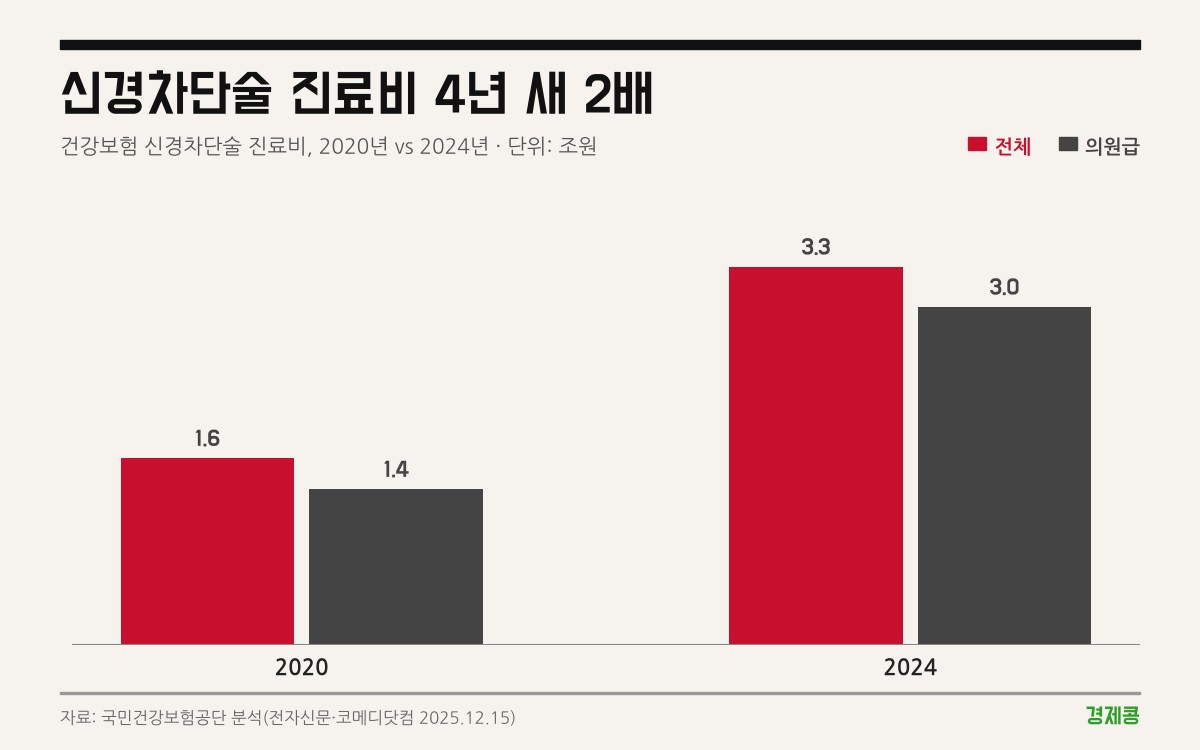 신경차단술 진료비 4년 새 2배
건강보험 신경차단술 진료비, 2020년 vs 2024년 · 단위: 조원
전체 의원급
3.3
3.0
1.6
1.4
2020 2024
자료: 국민건강보험공단 분석(전자신문·코메디닷컴 2025.12.15)
경제콩